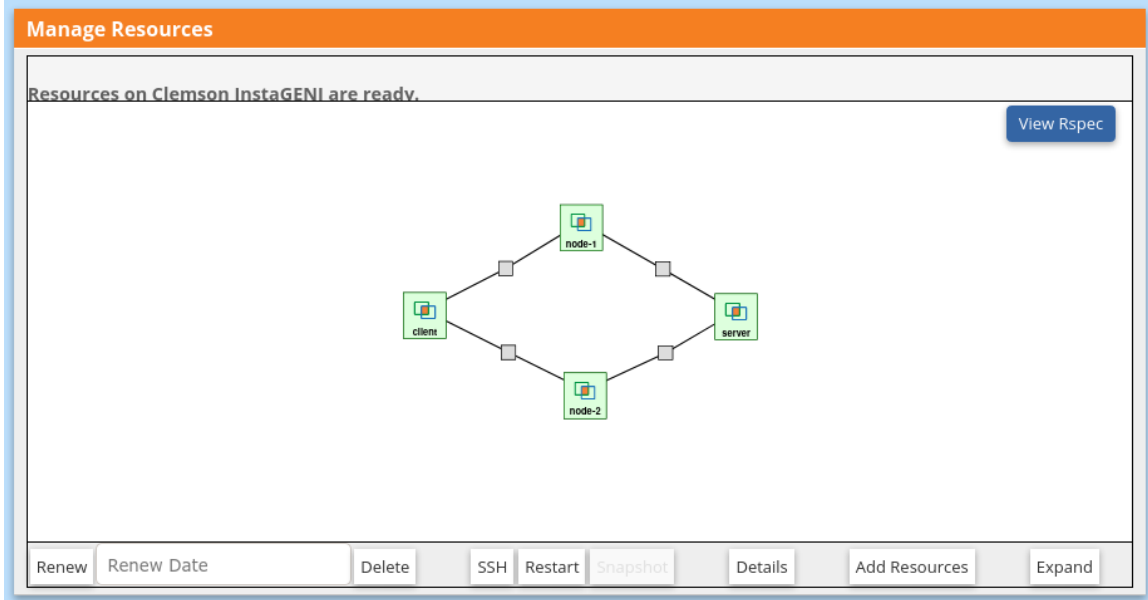 Manage Resources
Resources on Clemson InstaGENI are ready.
View Rspec
node-1
client
server
node-2
Renew Renew Date Delete SSH Restart Snapshot Details Add Resources Expand